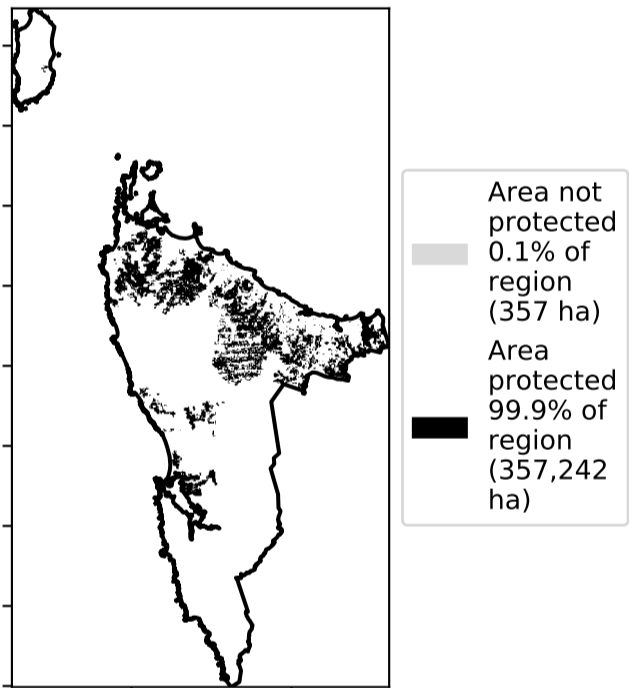 Area not
protected
0.1% of
region
(357 ha)
Area
protected
99.9% of
region
(357,242
ha)